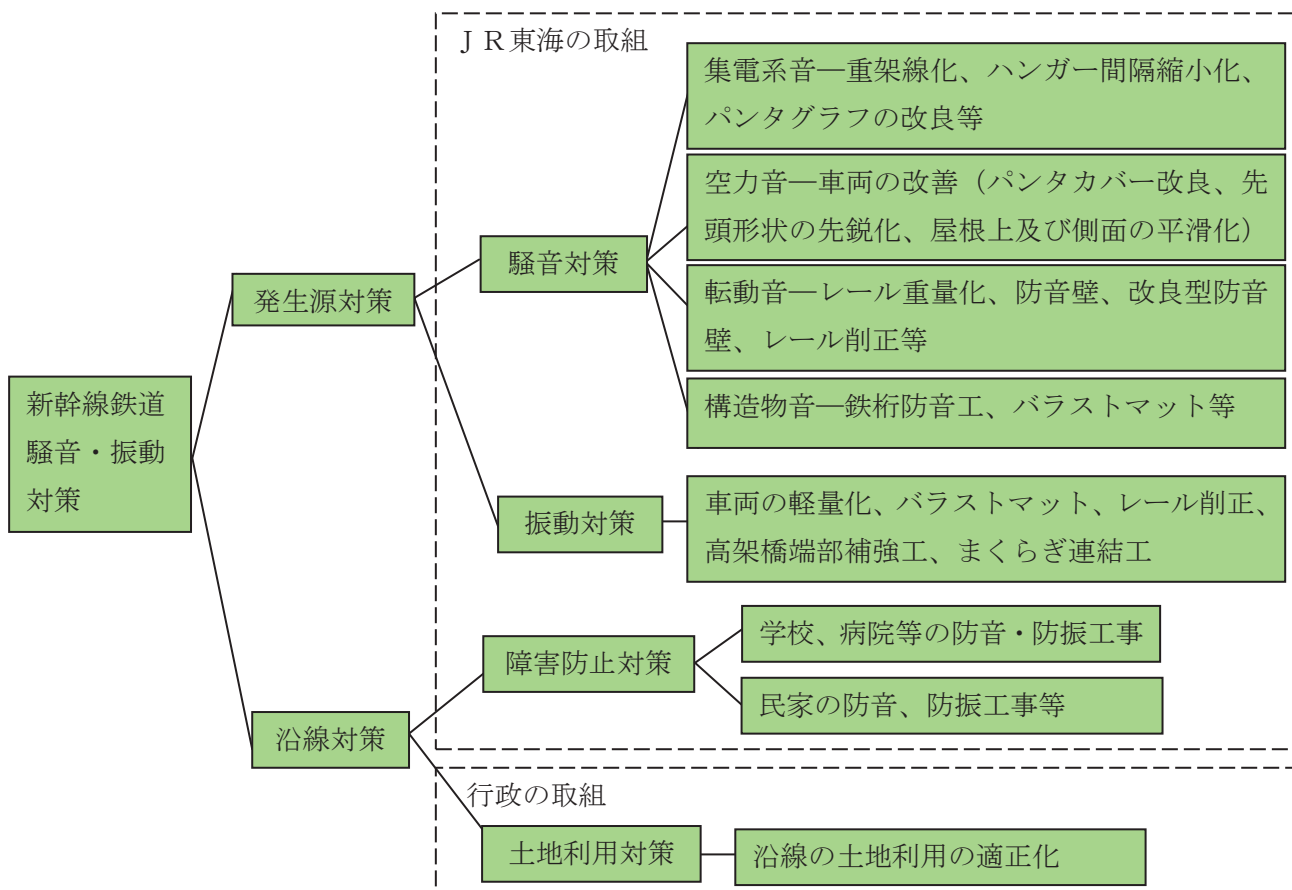 ＪＲ東海の取組
集電系音―重架線化、ハンガー間隔縮小化、
パンタグラフの改良等
空力音―車両の改善（パンタカバー改良、先
頭形状の先鋭化、屋根上及び側面の平滑化）
騒音対策
発生源対策
転動音―レール重量化、防音壁、改良型防音
壁、レール削正等
新幹線鉄道
騒音・振動
対策
構造物音―鉄桁防音工、バラストマット等
振動対策
車両の軽量化、バラストマット、レール削正、
高架橋端部補強工、まくらぎ連結工
障害防止対策
学校、病院等の防音・防振工事
民家の防音、防振工事等
沿線対策
行政の取組
土地利用対策
沿線の土地利用の適正化